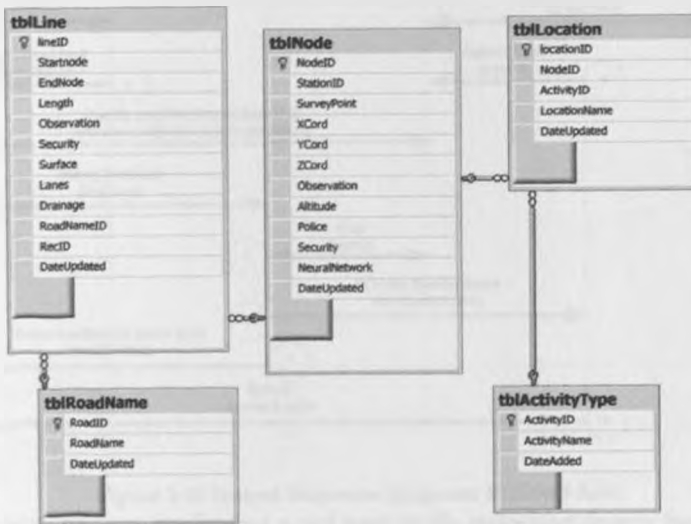 tblLine
lineID
Startnode
EndNode
Length
Observation
Security
Surface
Lanes
Drainage
RoadNameID
RecID
DateUpdated
tblNode
NodeID
StationID
SurveyPoint
XCord
YCord
ZCord
Observation
Altitude
Police
Security
NeuralNetwork
DateUpdated
tblLocation
locationID
NodeID
ActivityID
LocationName
DateUpdated
tblRoadName
RoadID
RoadName
DateUpdated
tblActivityType
ActivityID
ActivityName
DateAdded